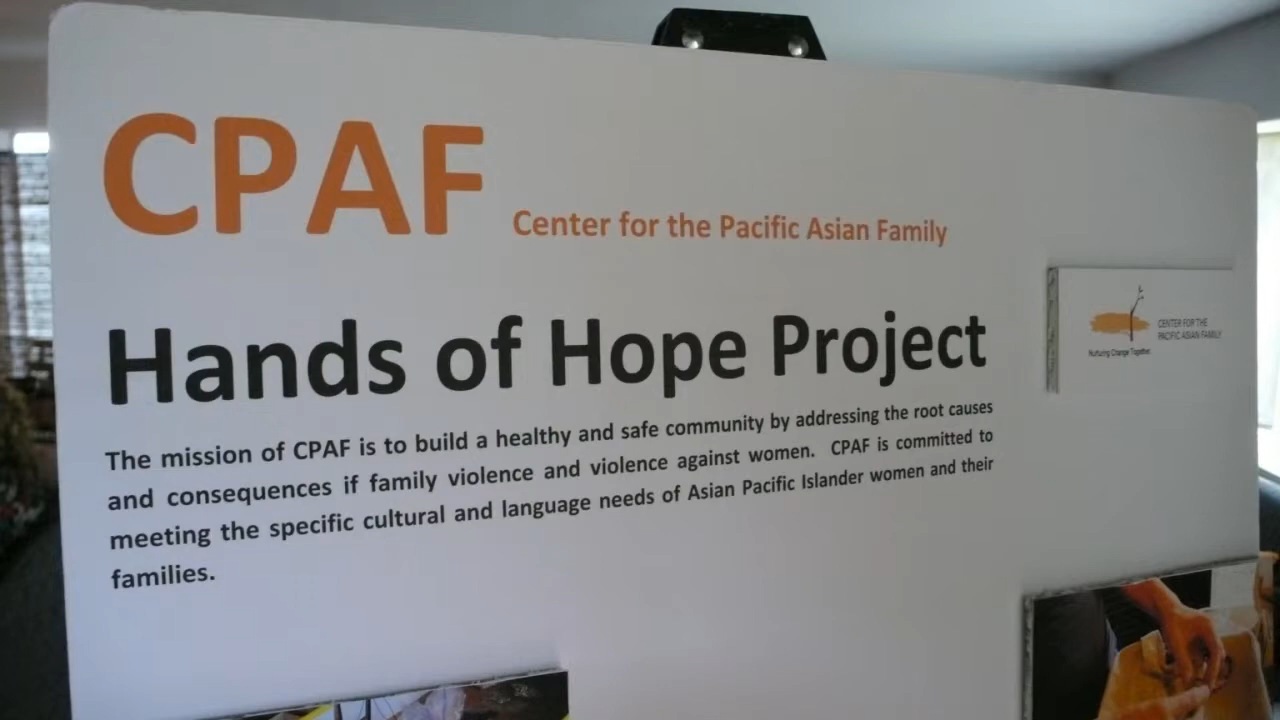 CPAF Center for the Pacific Asian Family
Hands of Hope Project
The mission of CPAF is to build a healthy and safe community by addressing the root causes
and consequences if family violence and violence against women. CPAF is committed to
meeting the specific cultural and language needs of Asian Pacific Islander women and their
families.
CENTER FOR THE
PACIFIC ASIAN FAMILY
Nurturing Change Together